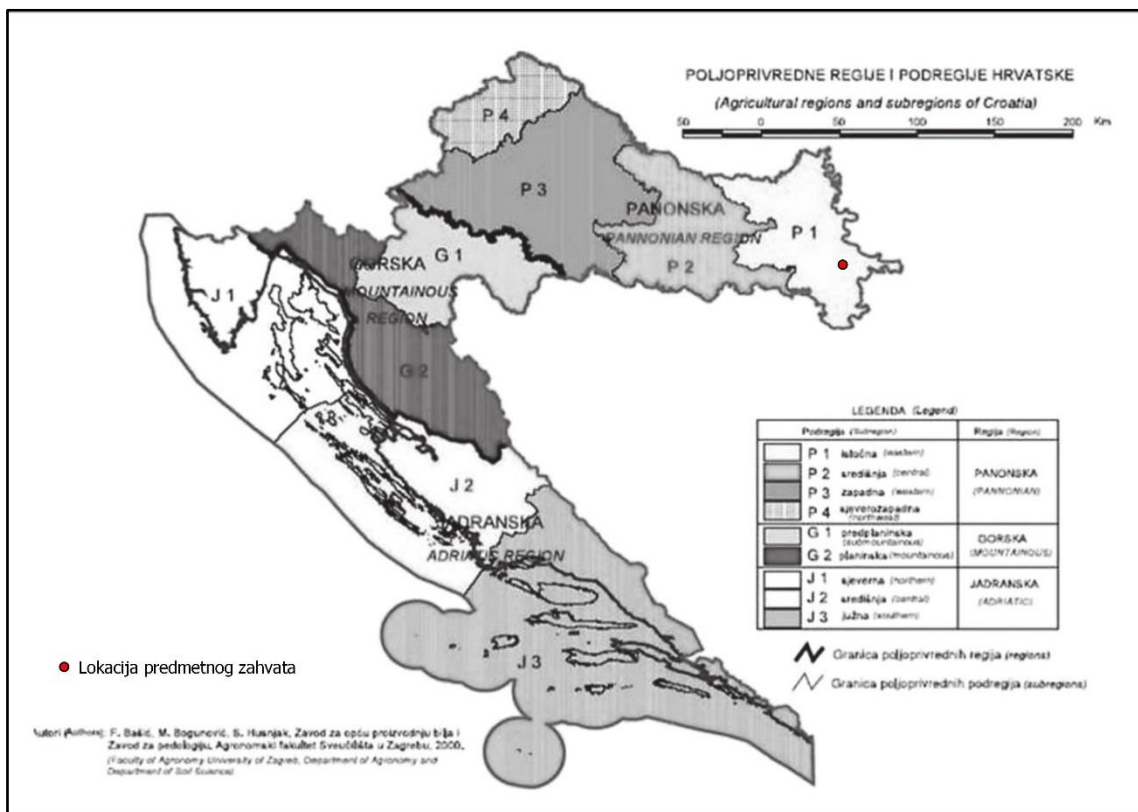 POLJOPRIVREDNE REGIJE I PODREGIJE HRVATSKE
(Agricultural regions and subregions of Croatia)
50 0 50 100 150 200 Km
P 4
P 3
PANONSKA
PANNONIAN REGION
P 1
P 2
GORSKA
G 1
MOUNTAINOUS
REGION
J 1
G 2
J 2
JADRANSKA
ADRIATIC REGION
J 3
LEGENDA (Legend)
Podregija (Subregion) Regija (Region)
P 1 istočna (eastern)
P 2 središnja (central)
P 3 zapadna (western)
P 4 sjeverozapadna
(northwest)
PANONSKA
(PANNONIAN)
G 1 predplaninska
(submountainous)
G 2 planinska (mountainous)
GORSKA
(MOUNTAINOUS)
J 1 sjeverna (northern)
J 2 središnja (central)
J 3 južna (southern)
JADRANSKA
(ADRIATIC)
Granica poljoprivrednih regija (regions)
Granica poljoprivrednih podregija (subregions)
Lokacija predmetnog zahvata
Autori (Authors): F. Bašić, M. Bogunović, S. Husnjak, Zavod za opću proizvodnju bilja i
Zavod za pedologiju, Agronomski fakultet Sveučilišta u Zagrebu, 2000.
(Faculty of Agronomy University of Zagreb, Department of Agronomy and
Department of Soil Science)